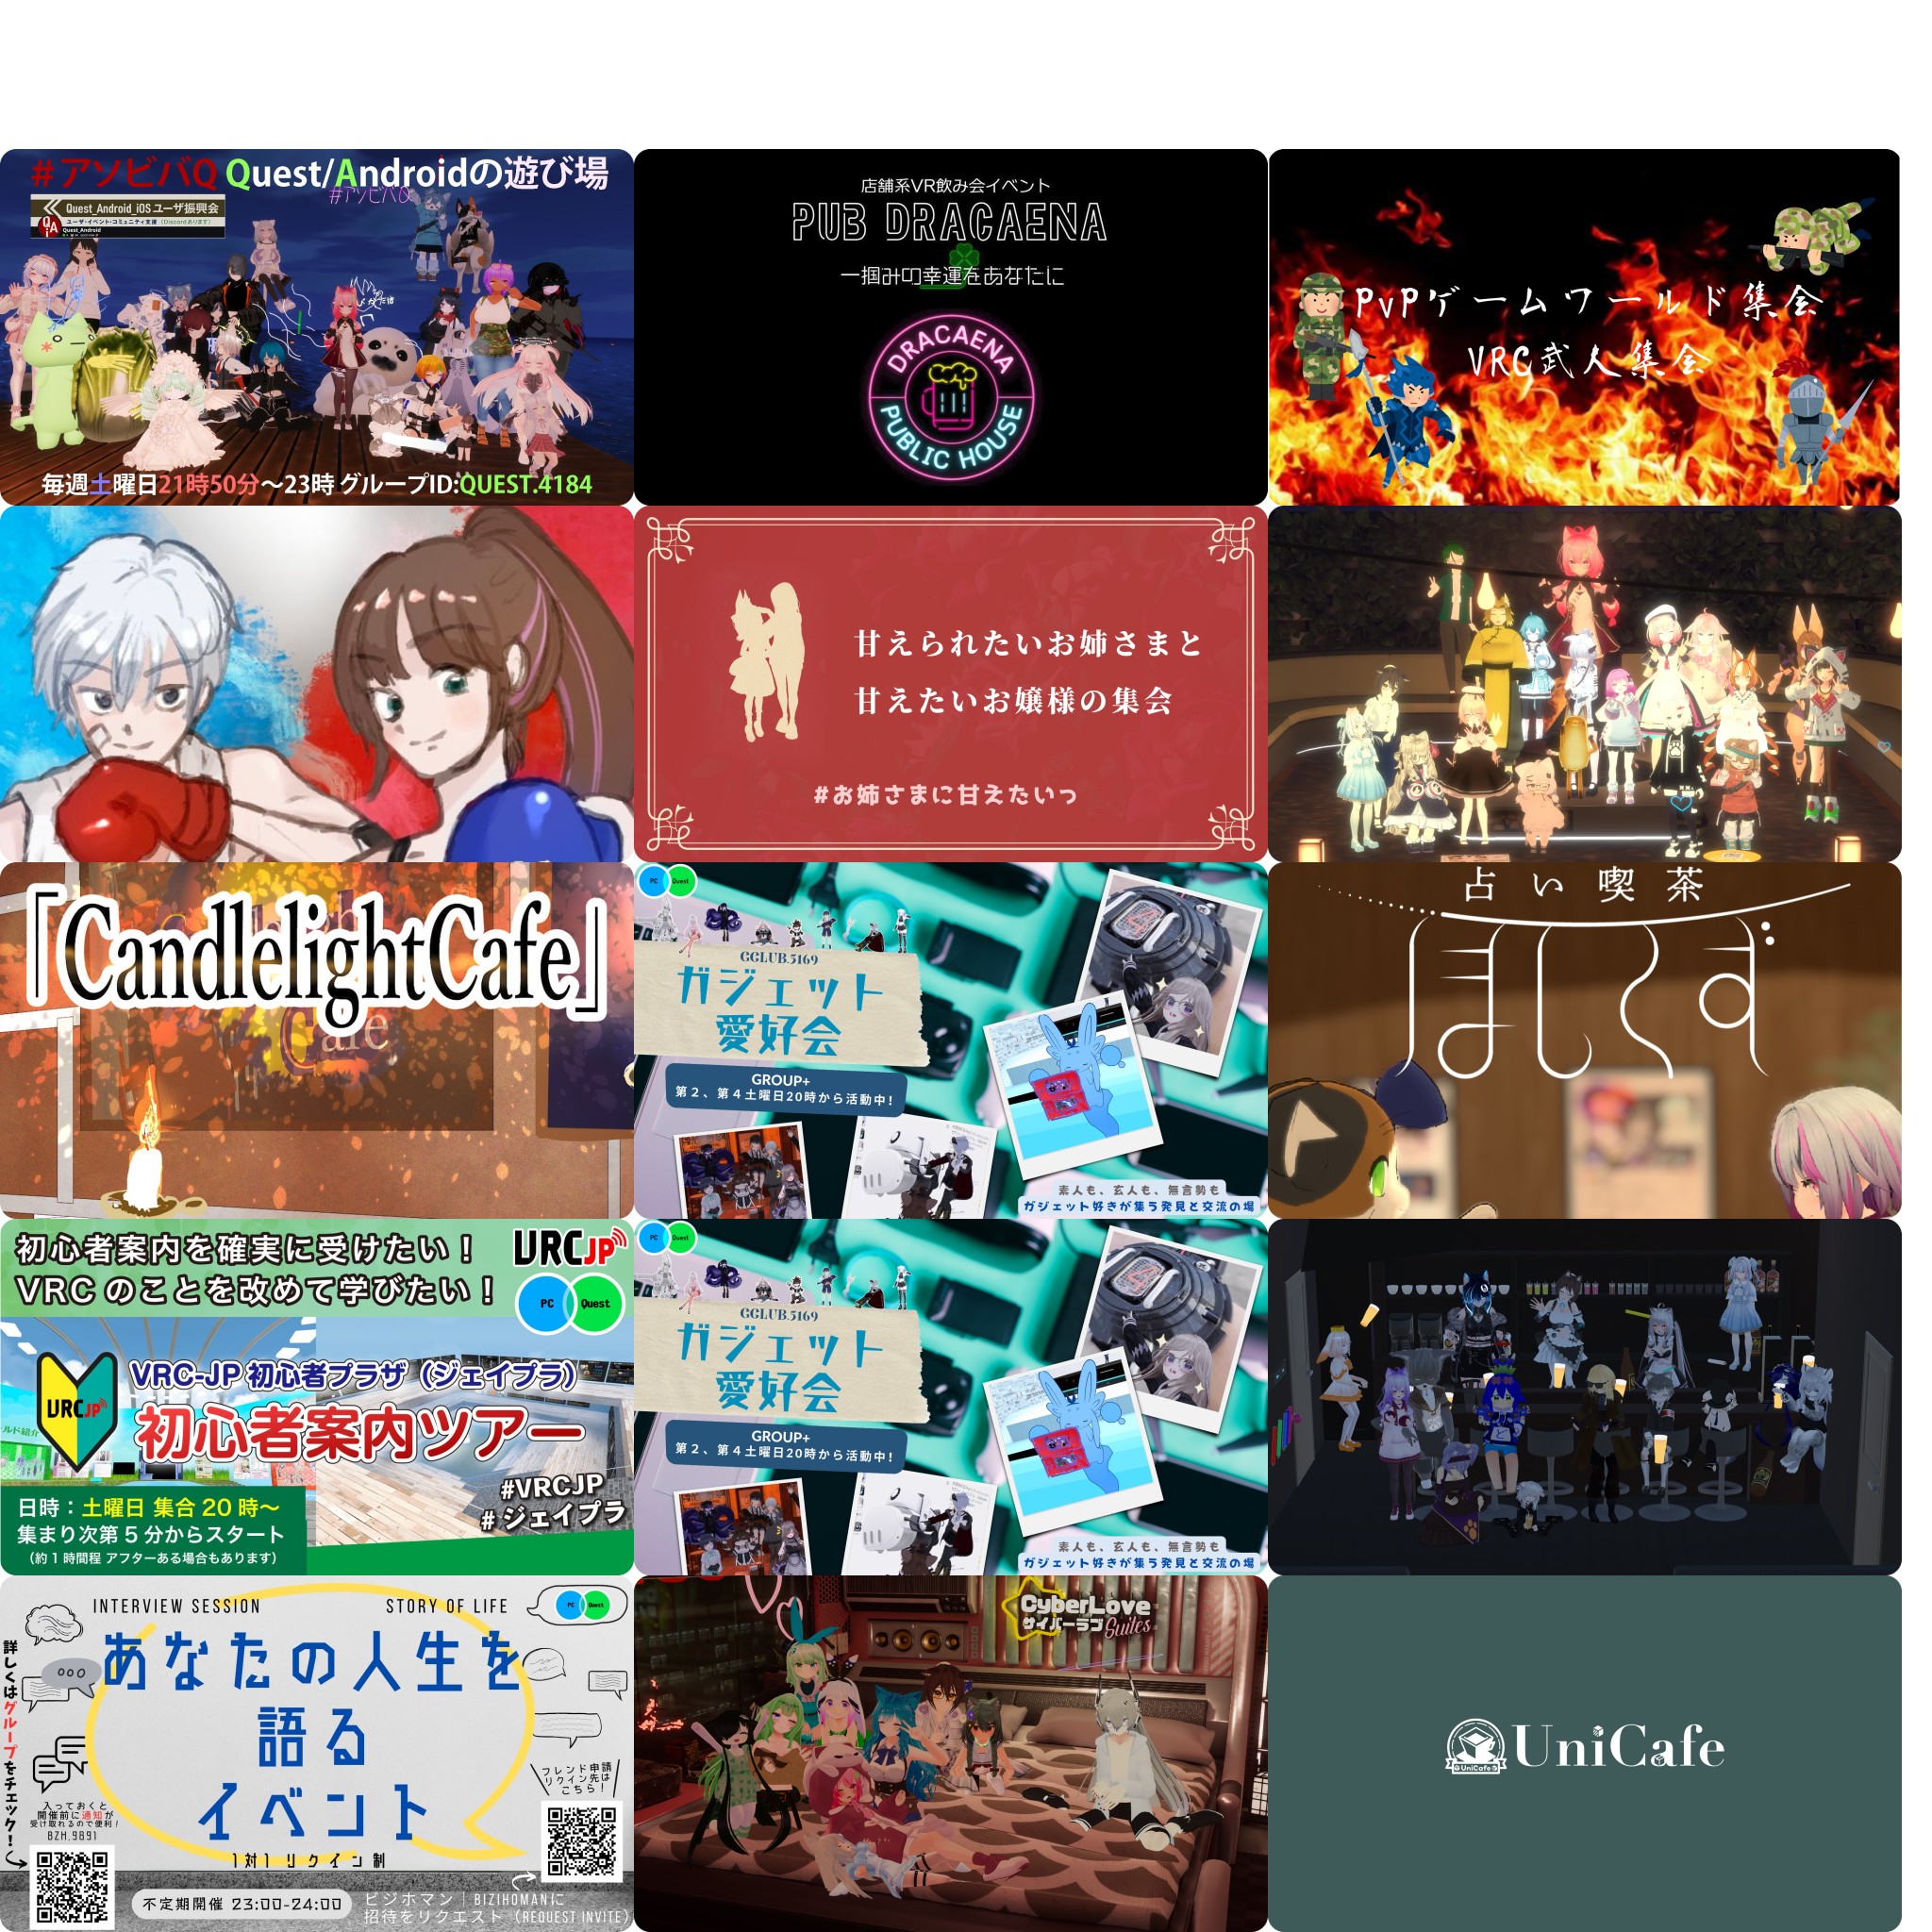 #アソビバQ Quest/Androidの遊び場
#アソビバQ
Quest_Android_iOSユーザ振興会
ユーザ・イベント・コミュニティ支援(Discordあります)
Quest_Android
毎週土曜日21時50分~23時 グループID:QUEST.4184
店舗系VR飲み会イベント
PUB DRACAENA
一掴みの幸運をあなたに
DRACAENA
PUBLIC HOUSE
PvPゲームワールド集会
VRC武人集会
甘えられたいお姉さまと
甘えたいお嬢様の集会
#お姉さまに甘えたいっ
「CandlelightCafe」
Cafe
PC Quest
GCLUB.5169
ガジェット
愛好会
GROUP+
第2、第4土曜日20時から活動中!
素人も、玄人も、無言勢も
ガジェット好きが集う発見と交流の場
占い喫茶
ほしくず
初心者案内を確実に受けたい!
VRCのことを改めて学びたい!
VRCJP
PC Quest
VRCJP
VRC-JP 初心者プラザ(ジェイプラ)
初心者案内ツアー
#VRCJP
#ジェイプラ
日時:土曜日 集合20時~
集まり次第5分からスタート
(約1時間程 アフターある場合もあります)
PC Quest
GCLUB.5169
ガジェット
愛好会
GROUP+
第2、第4土曜日20時から活動中!
素人も、玄人も、無言勢も
ガジェット好きが集う発見と交流の場
INTERVIEW SESSION
STORY OF LIFE
PC Quest
あなたの人生を
語る
イベント
1対1 リクイン制
詳しくはグループをチェック!
入っておくと
開催前に通知が
受け取れるので便利!
BZH.9891
フレンド申請
リクイン先は
こちら!
不定期開催 23:00-24:00
ビジホマン|BIZIHOMANに
招待をリクエスト(REQUEST INVITE)
CyberLove
サイバーラブ Suites
UniCafe
UniCafe